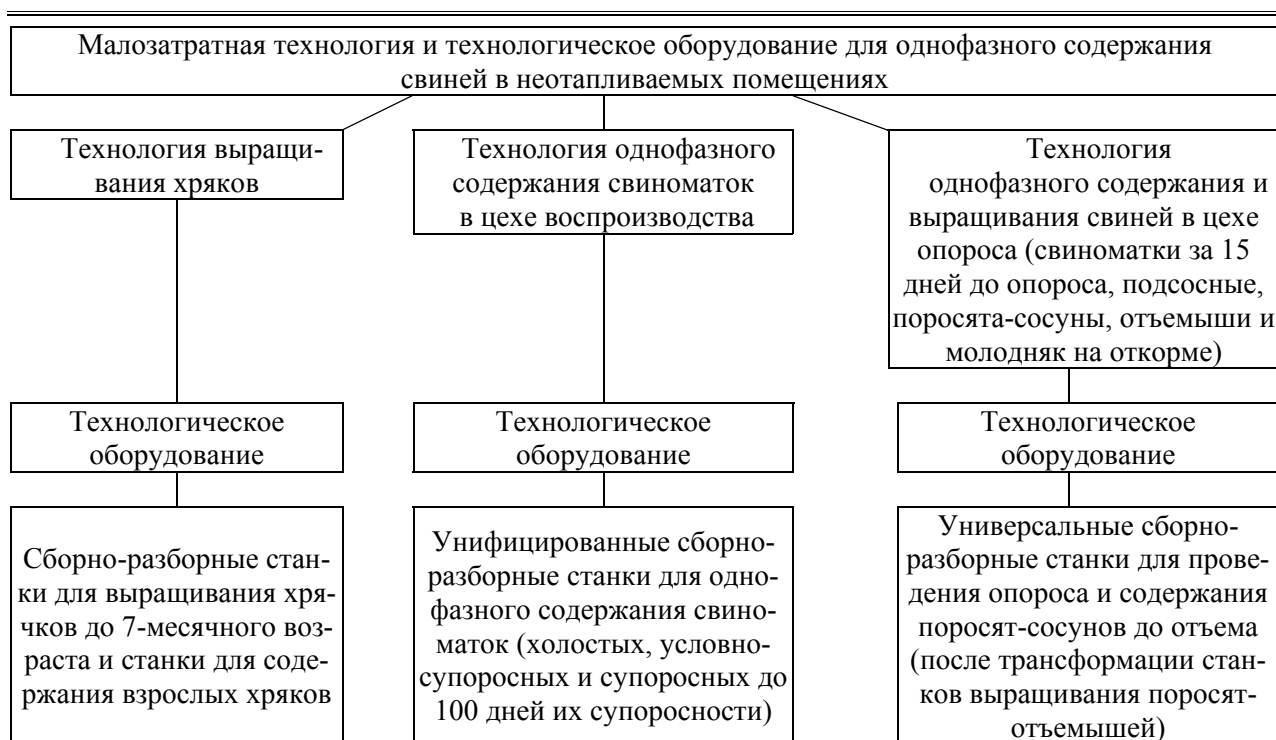 Малозатратная технология и технологическое оборудование для однофазного содержания
свиней в неотапливаемых помещениях
Технология выращи-
вания хряков
Технология однофазного
содержания свиноматок
в цехе воспроизводства
Технология
однофазного содержания и
выращивания свиней в цехе
опороса (свиноматки за 15
дней до опороса, подсосные,
поросята-сосуны, отъемыши и
молодняк на откорме)
Технологическое
оборудование
Технологическое
оборудование
Технологическое
оборудование
Сборно-разборные стан-
ки для выращивания хря-
чков до 7-месячного воз-
раста и станки для соде-
ржания взрослых хряков
Унифицированные сборно-
разборные станки для одно-
фазного содержания свино-
маток (холостых, условно-
супоросных и супоросных до
100 дней их супоросности)
Универсальные сборно-
разборные станки для прове-
дения опороса и содержания
поросят-сосунов до отъема
(после трансформации стан-
ков выращивания поросят-
отъемышей)